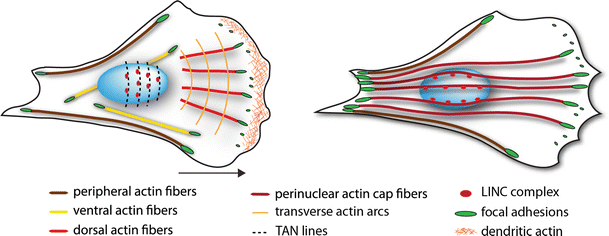 peripheral actin fibers
ventral actin fibers
dorsal actin fibers
perinuclear actin cap fibers
transverse actin arcs
TAN lines
LINC complex
focal adhesions
dendritic actin